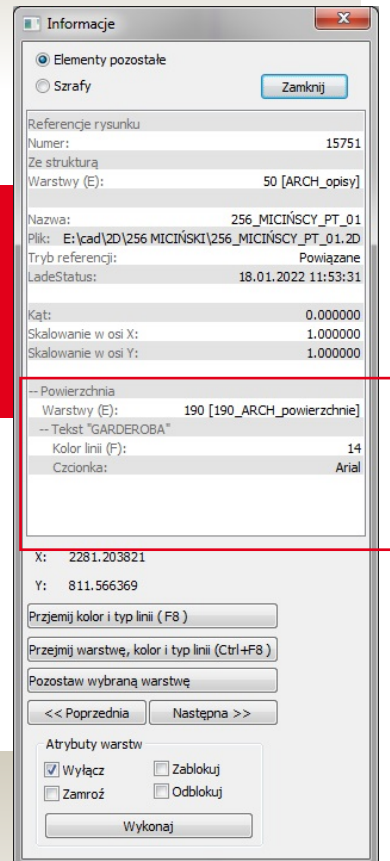 Informacje
Elementy pozostałe
Szrafy
Zamknij
Referencje rysunku
Numer: 15751
Ze strukturą
Warstwy (E): 50 [ARCH_opisy]
Nazwa: 256_MICIŃSCY_PT_01
Plik: E:\cad\2D\256 MICIŃSKI\256_MICIŃSCY_PT_01.2D
Tryb referencji: Powiązane
LadeStatus: 18.01.2022 11:53:31
Kąt: 0.000000
Skalowanie w osi X: 1.000000
Skalowanie w osi Y: 1.000000
-- Powierzchnia
Warstwy (E): 190 [190_ARCH_powierzchnie]
-- Tekst "GARDEROBA"
Kolor linii (F): 14
Czcionka: Arial
X: 2281.203821
Y: 811.566369
Przjemij kolor i typ linii ( F8 )
Przejmij warstwę, kolor i typ linii (Ctrl+F8 )
Pozostaw wybraną warstwę
<< Poprzednia Następna >>
Atrybuty warstw
Wyłącz Zablokuj
Zamroź Odblokuj
Wykonaj